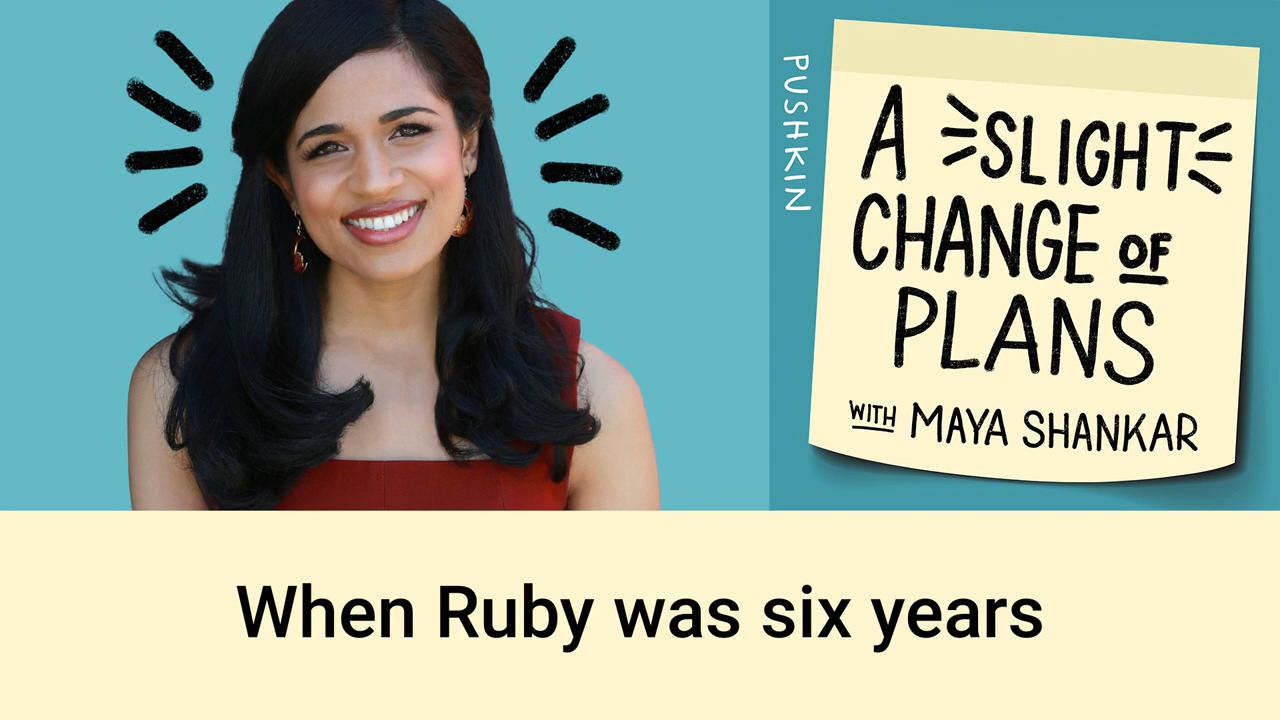 PUSHKIN
A SLIGHT
CHANGE OF
PLANS
WITH MAYA SHANKAR
When Ruby was six years